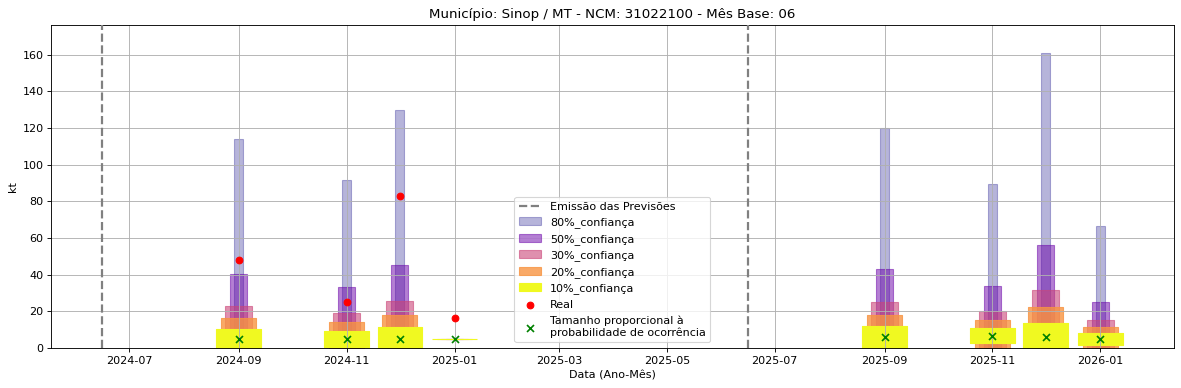 Município: Sinop / MT - NCM: 31022100 - Mês Base: 06
160
140
120
100
80
60
40
20
0
kt
Emissão das Previsões
80%_confiança
50%_confiança
30%_confiança
20%_confiança
10%_confiança
Real
Tamanho proporcional à
probabilidade de ocorrência
2024-07 2024-09 2024-11 2025-01 2025-03 2025-05 2025-07 2025-09 2025-11 2026-01
Data (Ano-Mês)